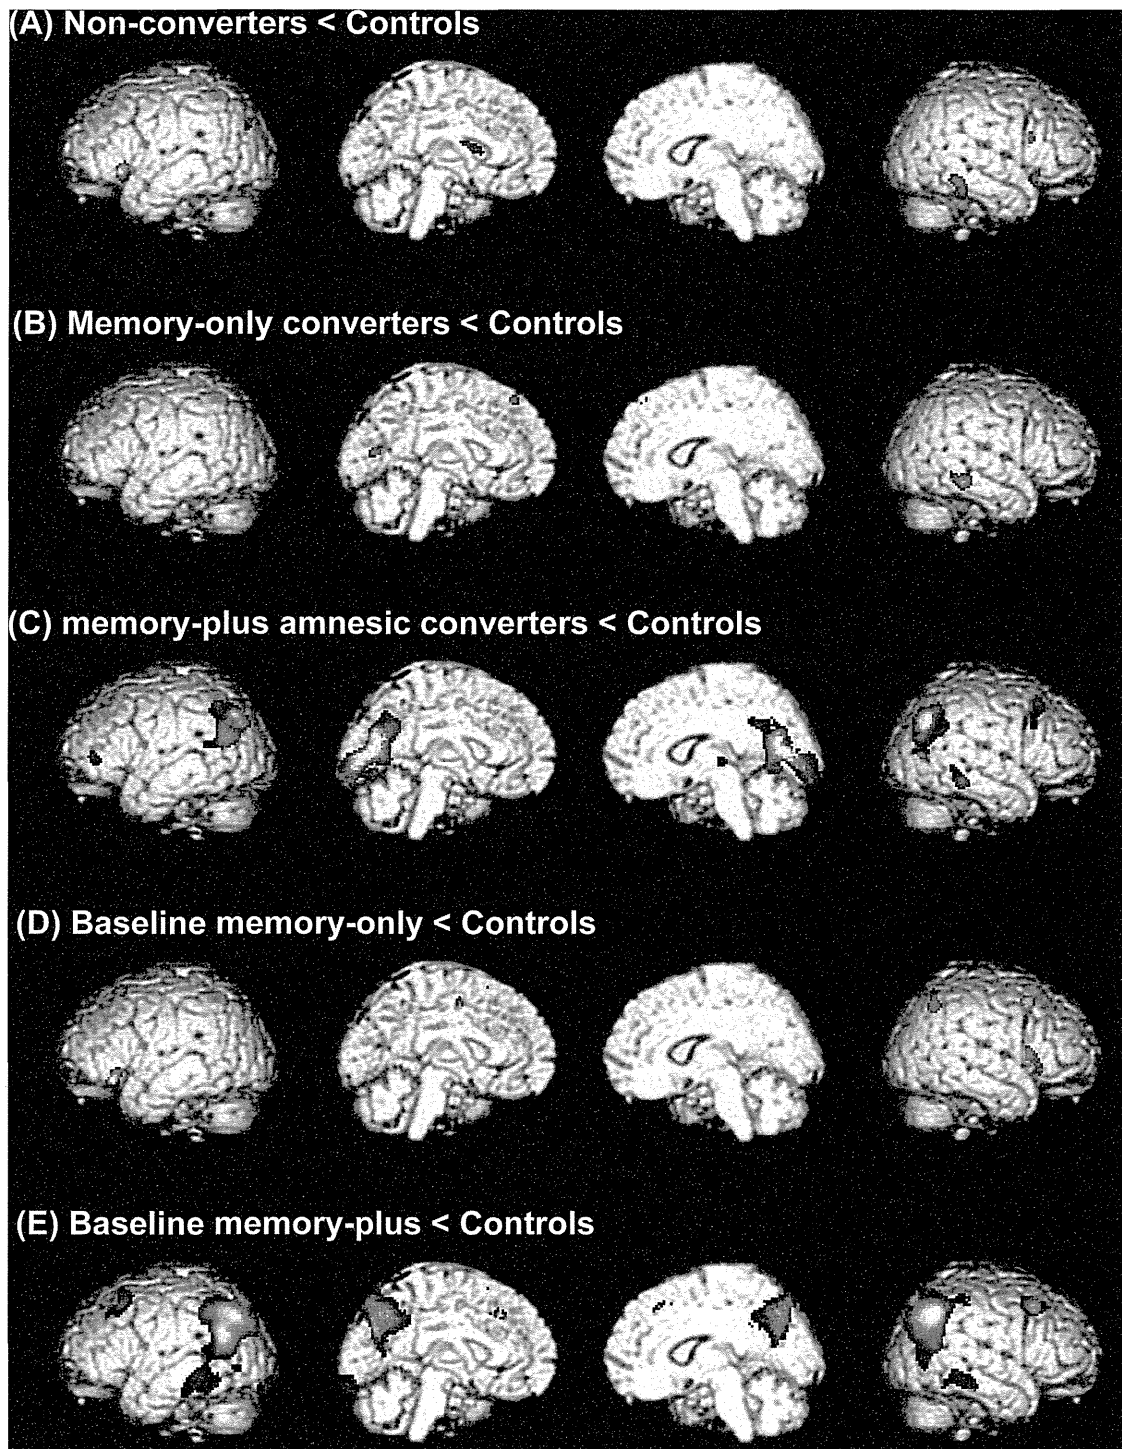 (A) Non-converters < Controls
(B) Memory-only converters < Controls
(C) memory-plus amnesic converters < Controls
(D) Baseline memory-only < Controls
(E) Baseline memory-plus < Controls